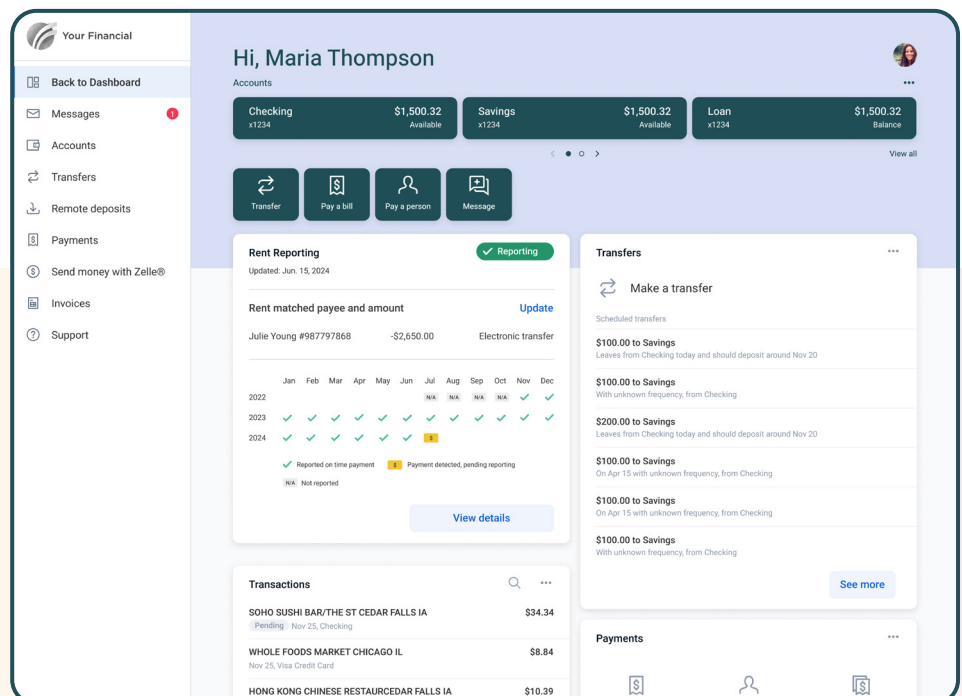 Your Financial
Back to Dashboard
Messages 1
Accounts
Transfers
Remote deposits
Payments
Send money with Zelle®
Invoices
Support
Hi, Maria Thompson
Accounts
Checking $1,500.32
x1234 Available
Savings $1,500.32
x1234 Available
Loan $1,500.32
x1234 Balance
View all
Transfer
Pay a bill
Pay a person
Message
Rent Reporting
Reporting
Updated: Jun. 15, 2024
Rent matched payee and amount Update
Julie Young #987797868 -$2,650.00 Electronic transfer
Jan Feb Mar Apr May Jun Jul Aug Sep Oct Nov Dec
2022 N/A N/A N/A N/A
2023
2024 $
Reported on time payment $ Payment detected, pending reporting
N/A Not reported
View details
Transactions
SOHO SUSHI BAR/THE ST CEDAR FALLS IA $34.34
Pending Nov 25, Checking
WHOLE FOODS MARKET CHICAGO IL $8.84
Nov 25, Visa Credit Card
HONG KONG CHINESE RESTAURCEDAR FALLS IA $10.39
Transfers
Make a transfer
Scheduled transfers
$100.00 to Savings
Leaves from Checking today and should deposit around Nov 20
$100.00 to Savings
With unknown frequency, from Checking
$200.00 to Savings
Leaves from Checking today and should deposit around Nov 20
$100.00 to Savings
On Apr 15 with unknown frequency, from Checking
$100.00 to Savings
On Apr 15 with unknown frequency, from Checking
$100.00 to Savings
With unknown frequency, from Checking
See more
Payments